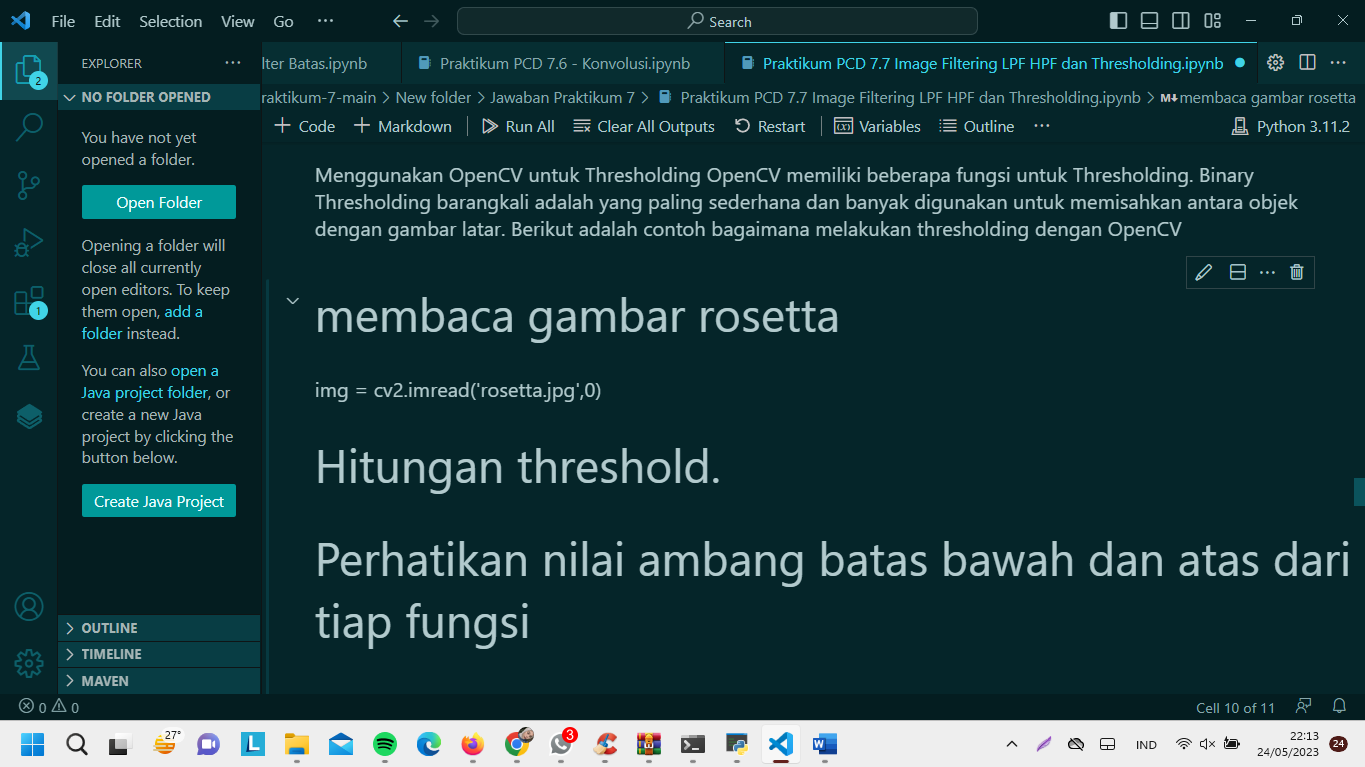 File Edit Selection View Go ···
Search
EXPLORER ···
lter Batas.ipynb
Praktikum PCD 7.6 - Konvolusi.ipynb
Praktikum PCD 7.7 Image Filtering LPF HPF dan Thresholding.ipynb
2
NO FOLDER OPENED
raktikum-7-main > New folder > Jawaban Praktikum 7 > Praktikum PCD 7.7 Image Filtering LPF HPF dan Thresholding.ipynb > M↓ membaca gambar rosetta
+ Code + Markdown Run All Clear All Outputs Restart Variables Outline ··· Python 3.11.2
You have not yet
opened a folder.
Open Folder
Opening a folder will
close all currently
open editors. To keep
them open, add a
folder instead.
1
You can also open a
Java project folder, or
create a new Java
project by clicking the
button below.
Create Java Project
OUTLINE
TIMELINE
MAVEN
Menggunakan OpenCV untuk Thresholding OpenCV memiliki beberapa fungsi untuk Thresholding. Binary
Thresholding barangkali adalah yang paling sederhana dan banyak digunakan untuk memisahkan antara objek
dengan gambar latar. Berikut adalah contoh bagaimana melakukan thresholding dengan OpenCV
membaca gambar rosetta
img = cv2.imread('rosetta.jpg',0)
Hitungan threshold.
Perhatikan nilai ambang batas bawah dan atas dari
tiap fungsi
0 0
Cell 10 of 11
27°
3
IND
22:13
24/05/2023
24